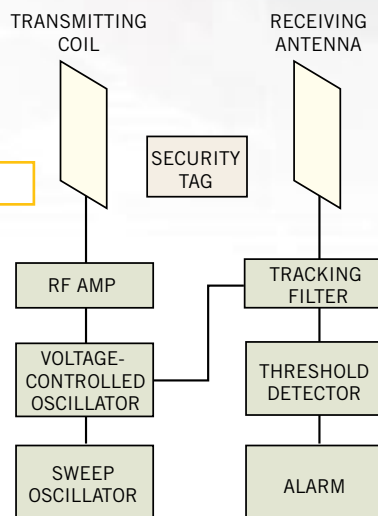 TRANSMITTING
COIL
RECEIVING
ANTENNA
SECURITY
TAG
RF AMP
TRACKING
FILTER
VOLTAGE-
CONTROLLED
OSCILLATOR
THRESHOLD
DETECTOR
SWEEP
OSCILLATOR
ALARM